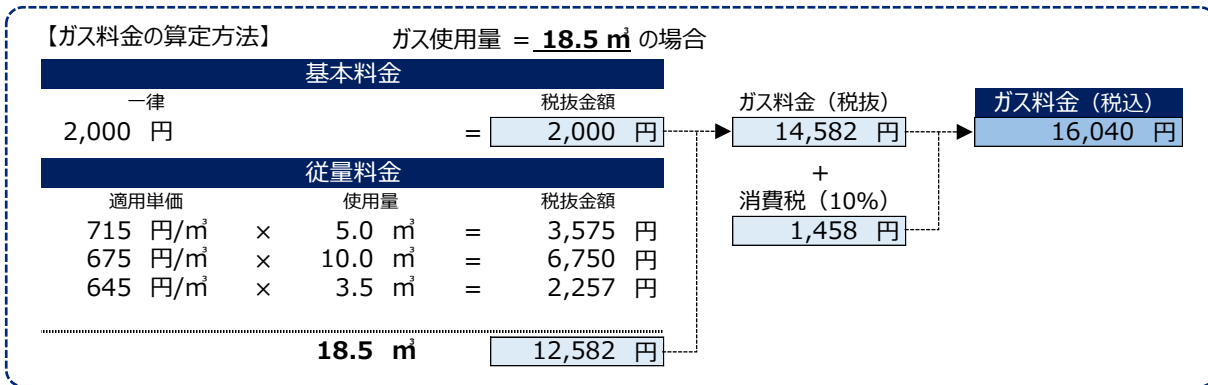 【ガス料金の算定方法】 ガス使用量 = 18.5 ㎥ の場合
基本料金
一律 税抜金額
2,000 円 = 2,000 円
従量料金
適用単価 使用量 税抜金額
715 円/㎥ × 5.0 ㎥ = 3,575 円
675 円/㎥ × 10.0 ㎥ = 6,750 円
645 円/㎥ × 3.5 ㎥ = 2,257 円
18.5 ㎥ 12,582 円
ガス料金（税抜）
14,582 円
+
消費税（10%）
1,458 円
ガス料金（税込）
16,040 円